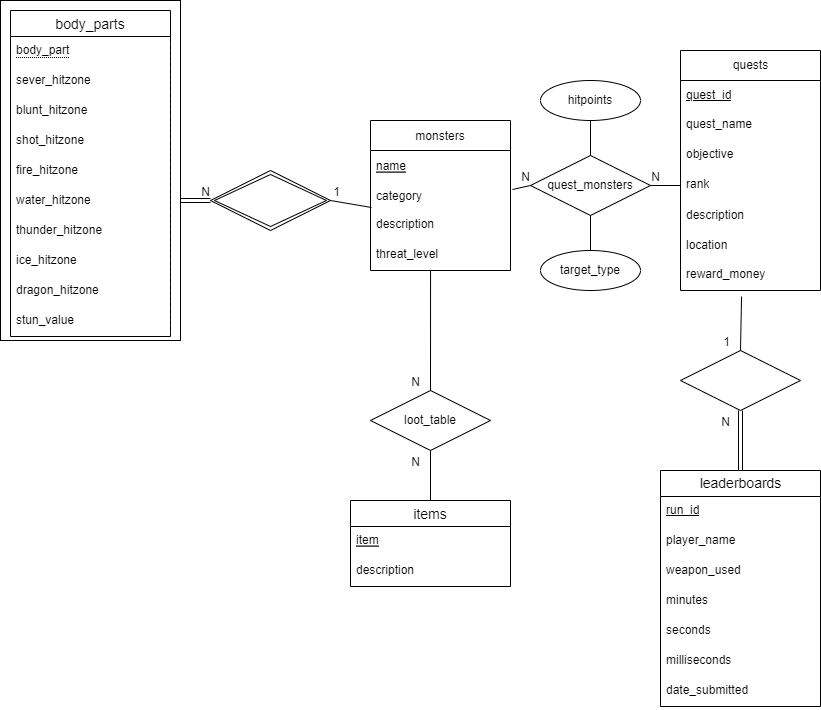 body_parts
body_part
sever_hitzone
blunt_hitzone
shot_hitzone
fire_hitzone
water_hitzone
thunder_hitzone
ice_hitzone
dragon_hitzone
stun_value
N
1
monsters
name
category
description
threat_level
hitpoints
N
quest_monsters
N
target_type
quests
quest_id
quest_name
objective
rank
description
location
reward_money
N
loot_table
N
items
item
description
1
N
leaderboards
run_id
player_name
weapon_used
minutes
seconds
milliseconds
date_submitted